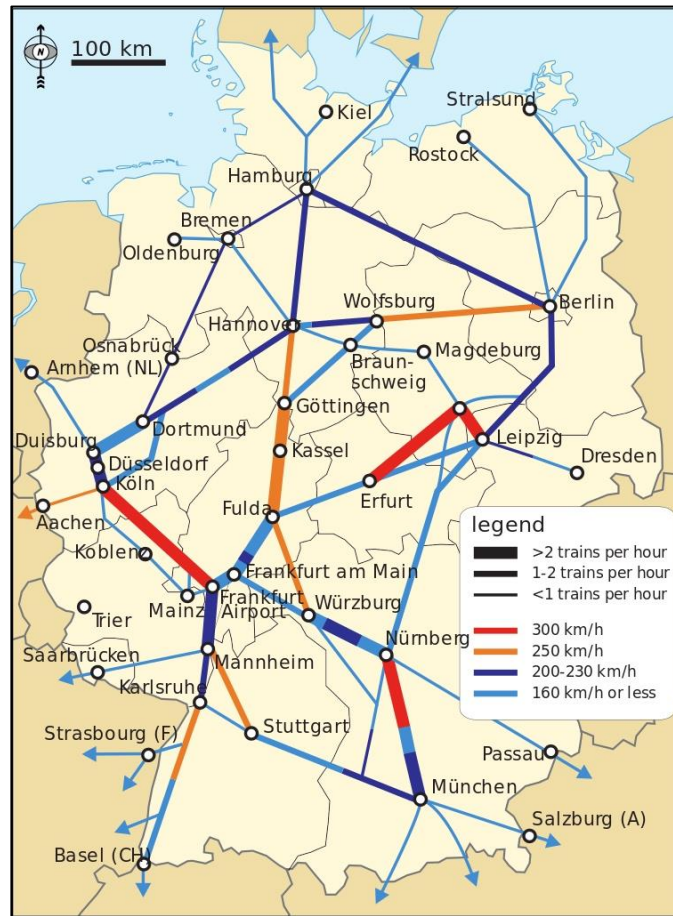 N
100 km
Kiel
Stralsund
Rostock
Hamburg
Bremen
Oldenburg
Berlin
Wolfsburg
Hannover
Osnabrück
Arnhem (NL)
Braun-
schweig
Magdeburg
Göttingen
Dortmund
Duisburg
Leipzig
Düsseldorf
Kassel
Dresden
Köln
Erfurt
Aachen
Fulda
Koblenz
Frankfurt am Main
Mainz
Frankfurt
Airport
Würzburg
Trier
Nürnberg
Saarbrücken
Mannheim
Karlsruhe
Strasbourg (F)
Stuttgart
Passau
München
Salzburg (A)
Basel (CH)
legend
>2 trains per hour
1-2 trains per hour
<1 trains per hour
300 km/h
250 km/h
200-230 km/h
160 km/h or less